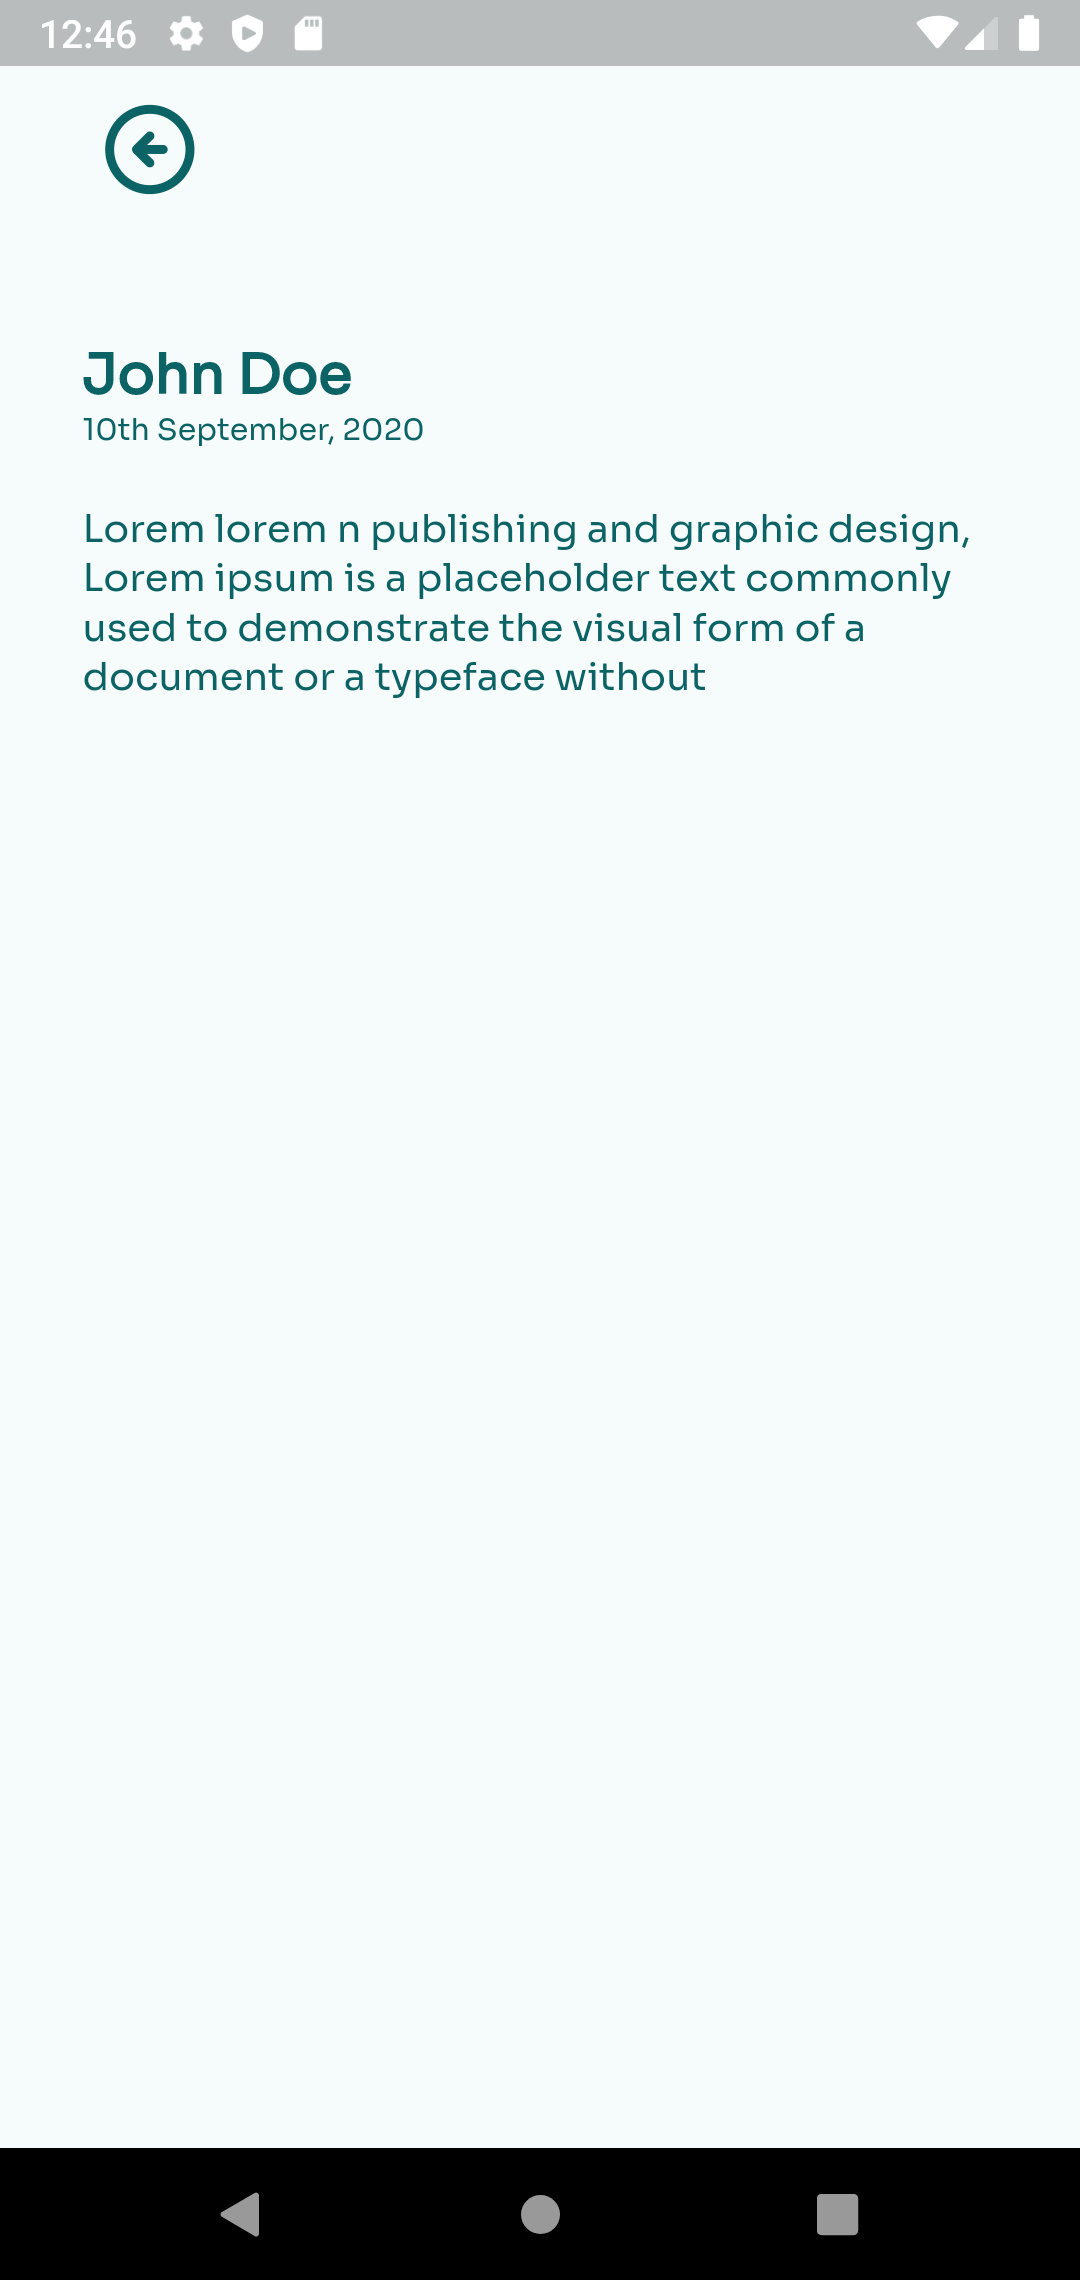 12:46
John Doe
10th September, 2020
Lorem lorem n publishing and graphic design,
Lorem ipsum is a placeholder text commonly
used to demonstrate the visual form of a
document or a typeface without